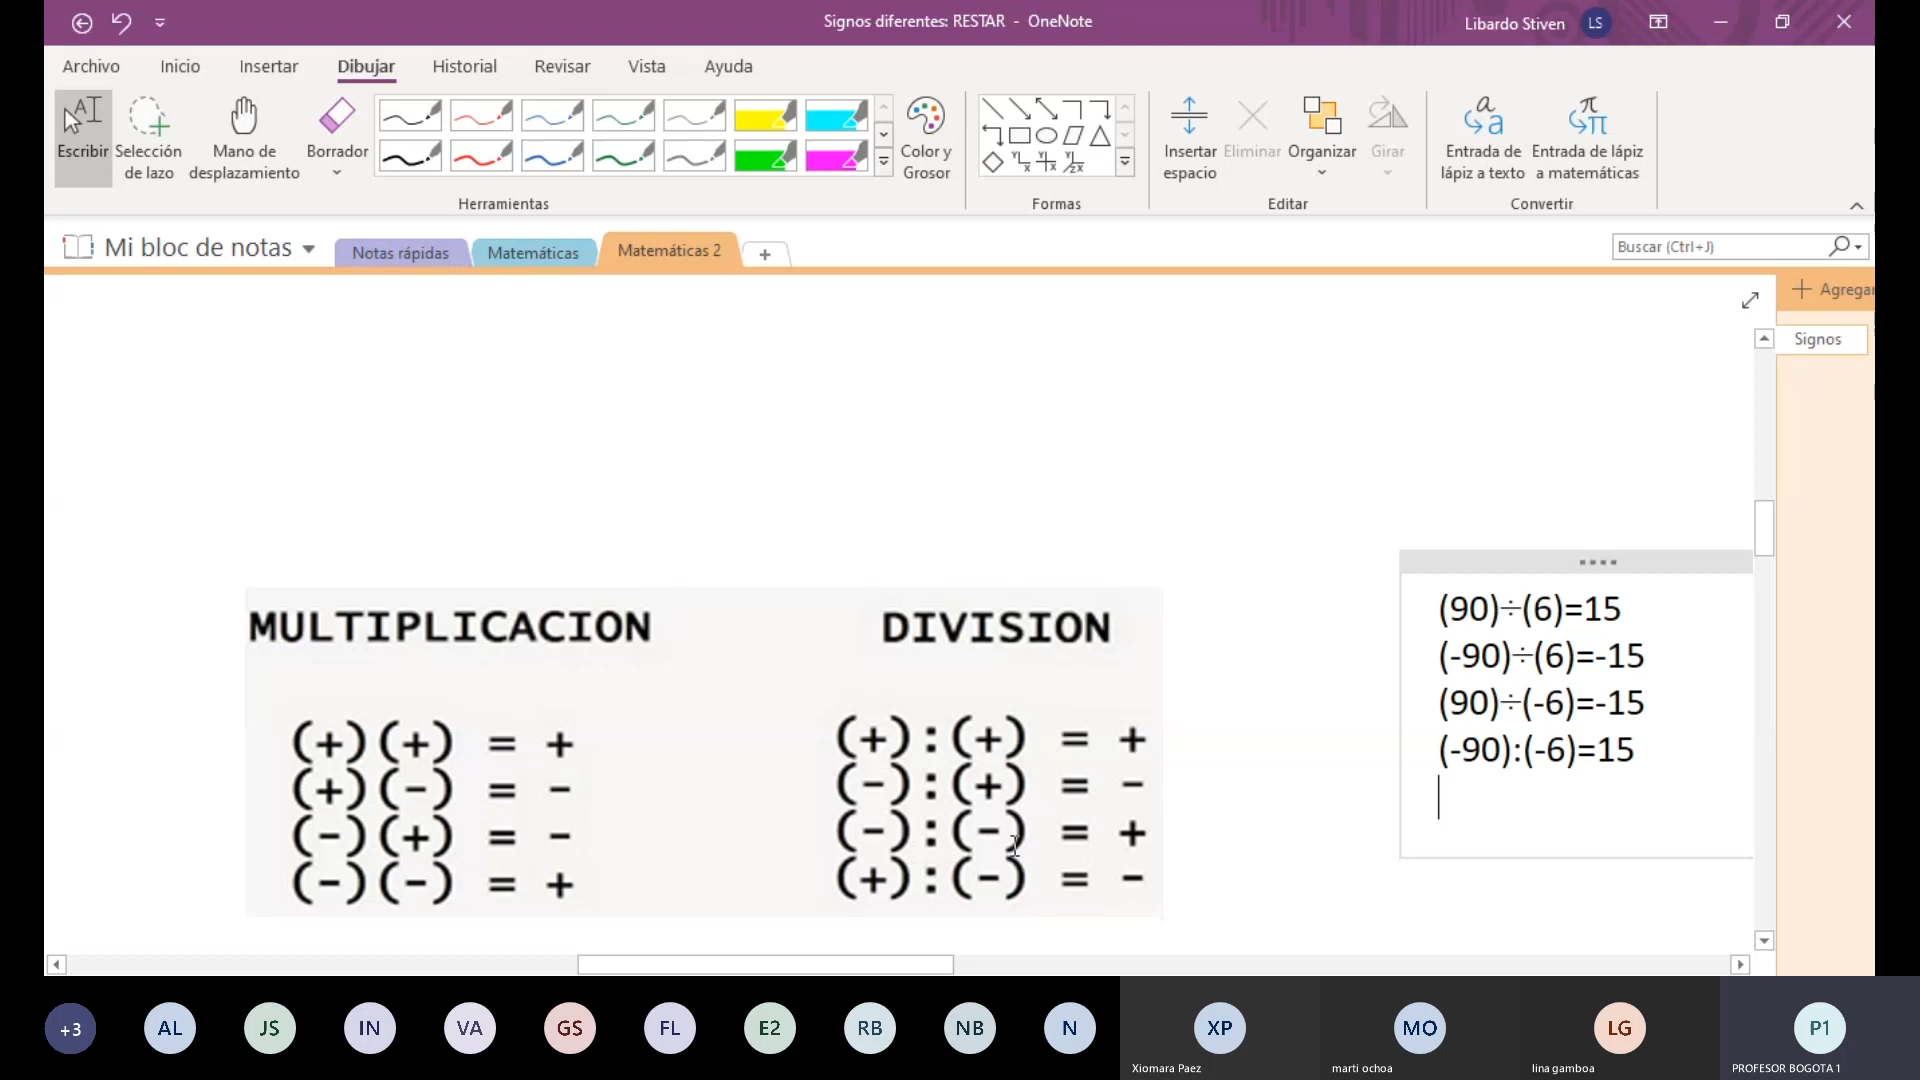 Signos diferentes: RESTAR - OneNote
Libardo Stiven
LS
Archivo
Inicio
Insertar
Dibujar
Historial
Revisar
Vista
Ayuda
Escribir
Selección de lazo
Mano de desplazamiento
Borrador
Color y Grosor
Insertar espacio
Eliminar
Organizar
Girar
Entrada de lápiz a texto
Entrada de lápiz a matemáticas
Herramientas
Formas
Editar
Convertir
Mi bloc de notas
Notas rápidas
Matemáticas
Matemáticas 2
Buscar (Ctrl+J)
Agregar
Signos
MULTIPLICACION
(+)(+) = +
(+)(-) = -
(-)(+) = -
(-)(-) = +
DIVISION
(+):(+) = +
(-):(+) = -
(-):(-) = +
(+):(-) = -
(90)÷(6)=15
(-90)÷(6)=-15
(90)÷(-6)=-15
(-90):(-6)=15
+3
AL
JS
IN
VA
GS
FL
E2
RB
NB
N
XP
Xiomara Paez
MO
marti ochoa
LG
lina gamboa
P1
PROFESOR BOGOTA 1